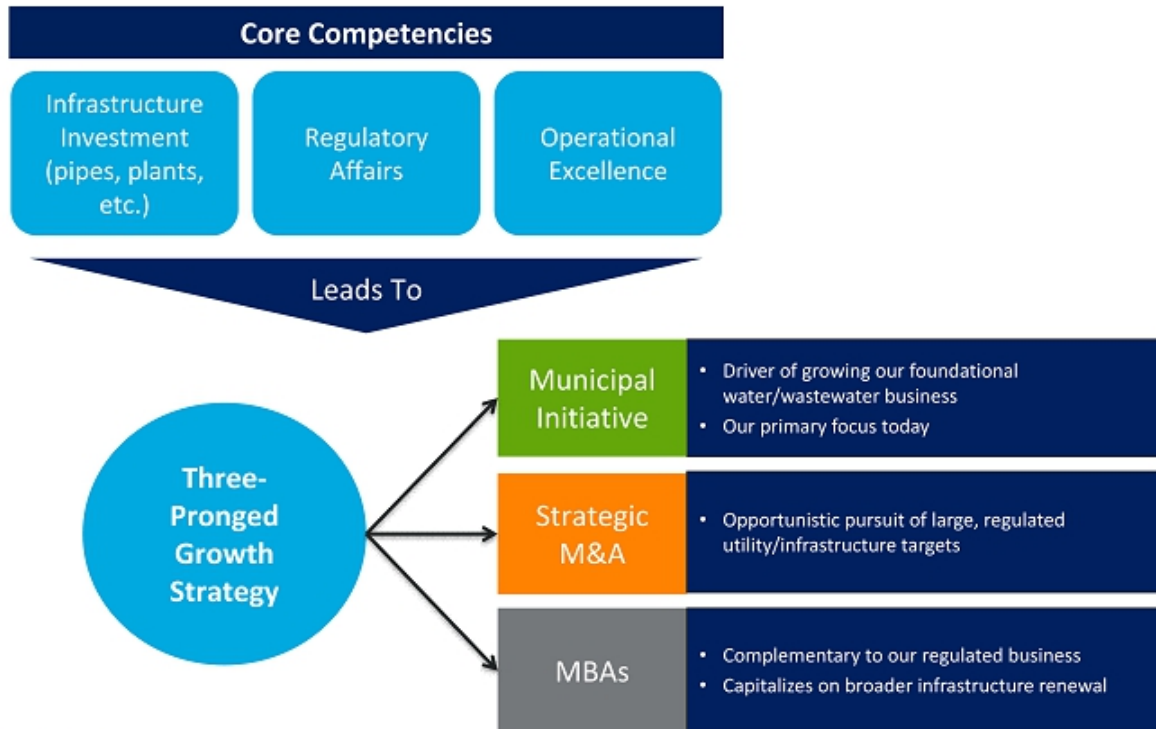 Core Competencies
Infrastructure
Investment
(pipes, plants,
etc.)
Regulatory
Affairs
Operational
Excellence
Leads To
Three-
Pronged
Growth
Strategy
Municipal
Initiative
• Driver of growing our foundational
water/wastewater business
• Our primary focus today
Strategic
M&A
• Opportunistic pursuit of large, regulated
utility/infrastructure targets
MBAs
• Complementary to our regulated business
• Capitalizes on broader infrastructure renewal